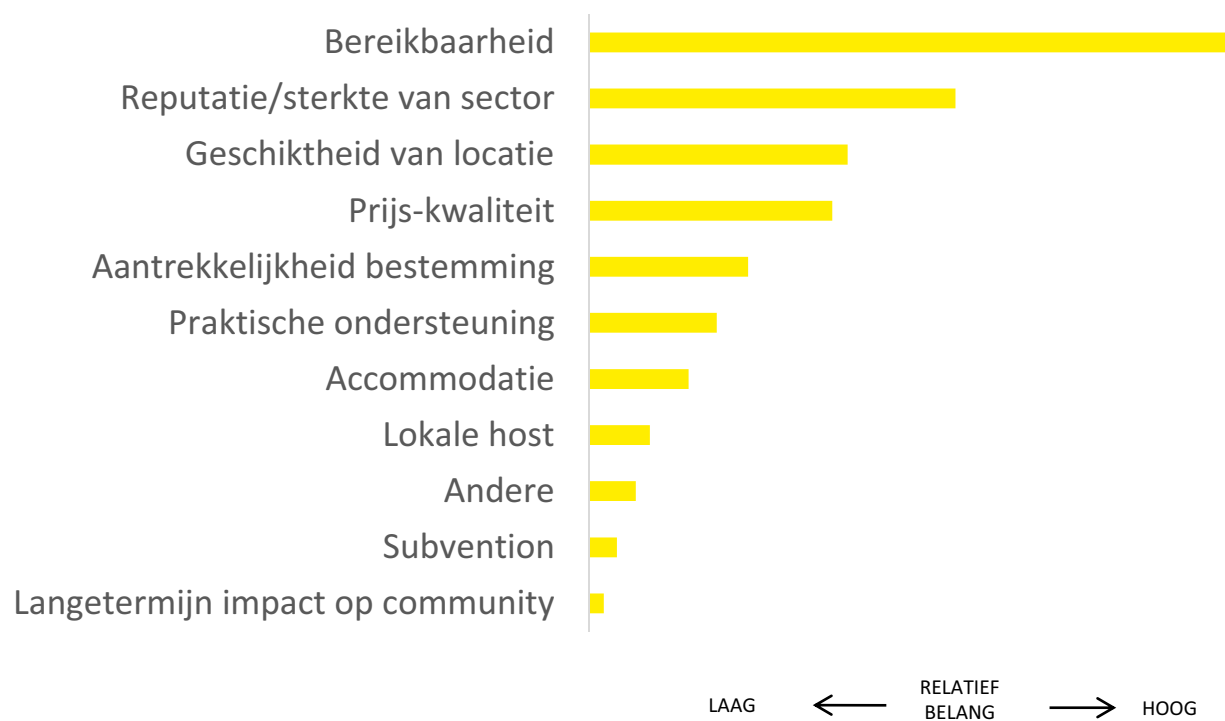 Bereikbaarheid
Reputatie/sterkte van sector
Geschiktheid van locatie
Prijs-kwaliteit
Aantrekkelijkheid bestemming
Praktische ondersteuning
Accommodatie
Lokale host
Andere
Subvention
Langetermijn impact op community
LAAG
RELATIEF
BELANG
HOOG